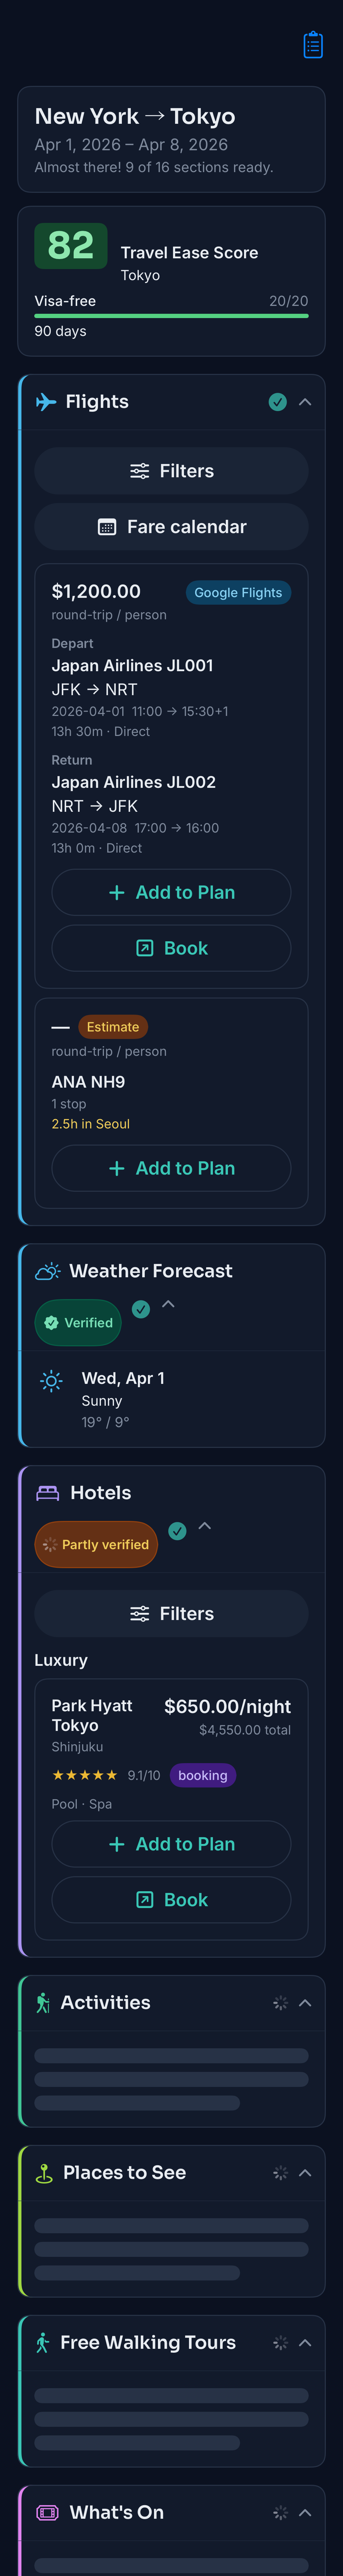 New York → Tokyo
Apr 1, 2026 – Apr 8, 2026
Almost there! 9 of 16 sections ready.
82
Travel Ease Score
Tokyo
Visa-free 20/20
90 days
Flights
Filters
Fare calendar
$1,200.00 Google Flights
round-trip / person
Depart
Japan Airlines JL001
JFK → NRT
2026-04-01 11:00 → 15:30+1
13h 30m · Direct
Return
Japan Airlines JL002
NRT → JFK
2026-04-08 17:00 → 16:00
13h 0m · Direct
+ Add to Plan
Book
— Estimate
round-trip / person
ANA NH9
1 stop
2.5h in Seoul
+ Add to Plan
Weather Forecast
Verified
Wed, Apr 1
Sunny
19° / 9°
Hotels
Partly verified
Filters
Luxury
Park Hyatt Tokyo $650.00/night
Shinjuku $4,550.00 total
★★★★★ 9.1/10 booking
Pool · Spa
+ Add to Plan
Book
Activities
Places to See
Free Walking Tours
What's On